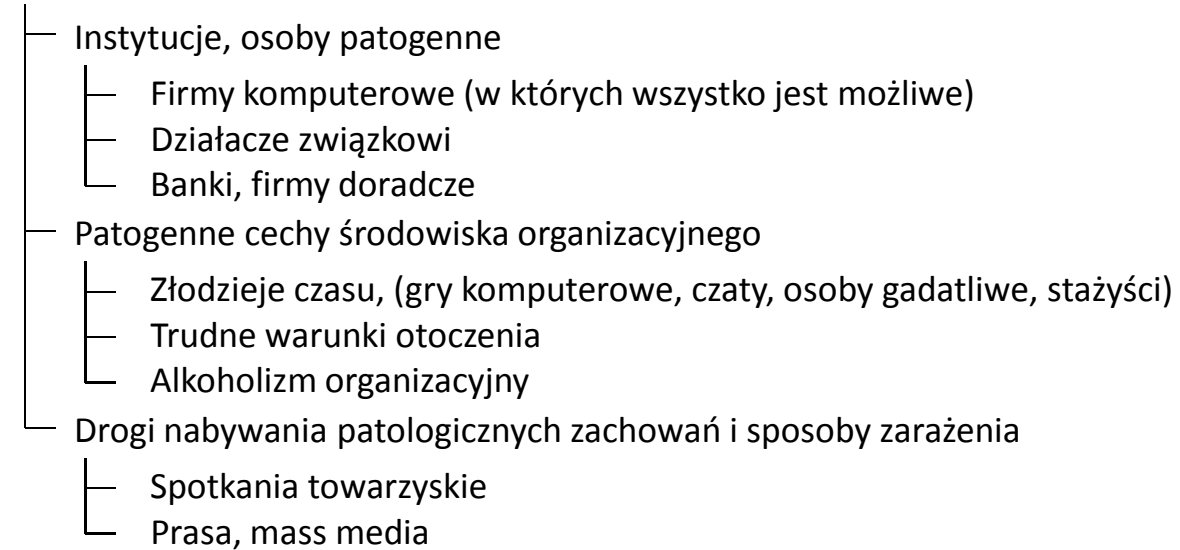 Instytucje, osoby patogenne
Firmy komputerowe (w których wszystko jest możliwe)
Działacze związkowi
Banki, firmy doradcze
Patogenne cechy środowiska organizacyjnego
Złodzieje czasu, (gry komputerowe, czaty, osoby gadatliwe, stażyści)
Trudne warunki otoczenia
Alkoholizm organizacyjny
Drogi nabywania patologicznych zachowań i sposoby zarażenia
Spotkania towarzyskie
Prasa, mass media